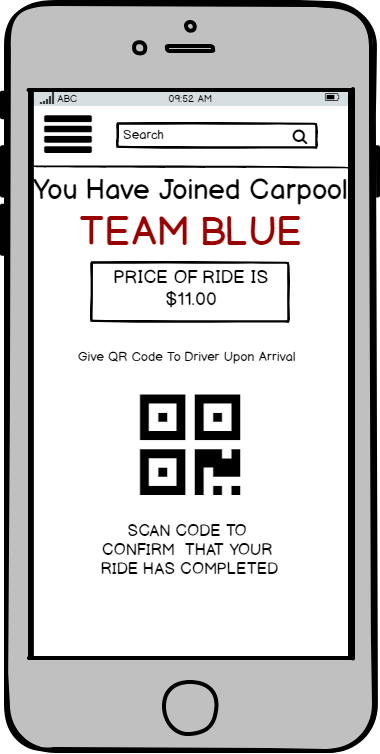 ABC 09:52 AM
Search
You Have Joined Carpool
TEAM BLUE
PRICE OF RIDE IS
$11.00
Give QR Code To Driver Upon Arrival
SCAN CODE TO
CONFIRM THAT YOUR
RIDE HAS COMPLETED